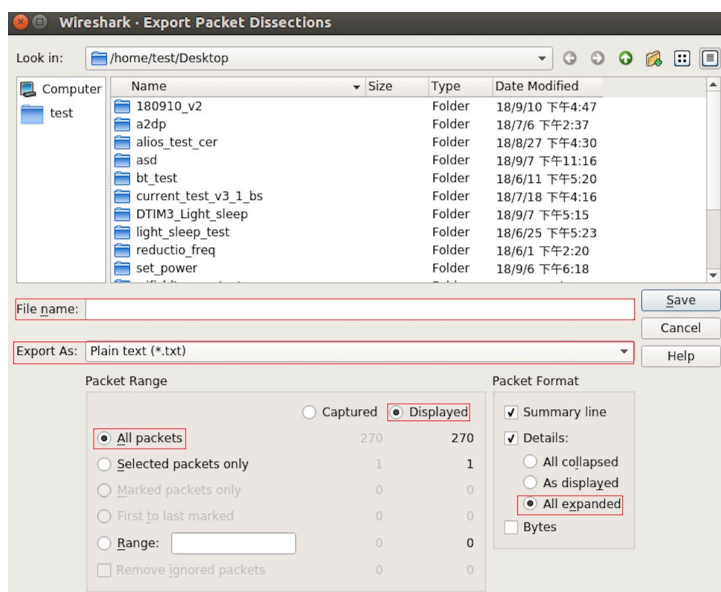 Wireshark · Export Packet Dissections
Look in: /home/test/Desktop
Computer
test
Name Size Type Date Modified
180910_v2 Folder 18/9/10 下午4:47
a2dp Folder 18/7/6 下午2:37
alios_test_cer Folder 18/8/27 下午4:30
asd Folder 18/9/7 下午11:16
bt_test Folder 18/6/11 下午5:20
current_test_v3_1_bs Folder 18/7/18 下午4:16
DTIM3_Light_sleep Folder 18/9/7 下午5:15
light_sleep_test Folder 18/6/25 下午5:23
reductio_freq Folder 18/6/1 下午2:20
set_power Folder 18/9/6 下午6:18
File name: Save
Cancel
Export As: Plain text (*.txt) Help
Packet Range Packet Format
Captured Displayed Summary line
All packets 270 270 Details:
Selected packets only 1 1 All collapsed
Marked packets only 0 0 As displayed
First to last marked 0 0 All expanded
Range: 0 0 Bytes
Remove ignored packets 0 0